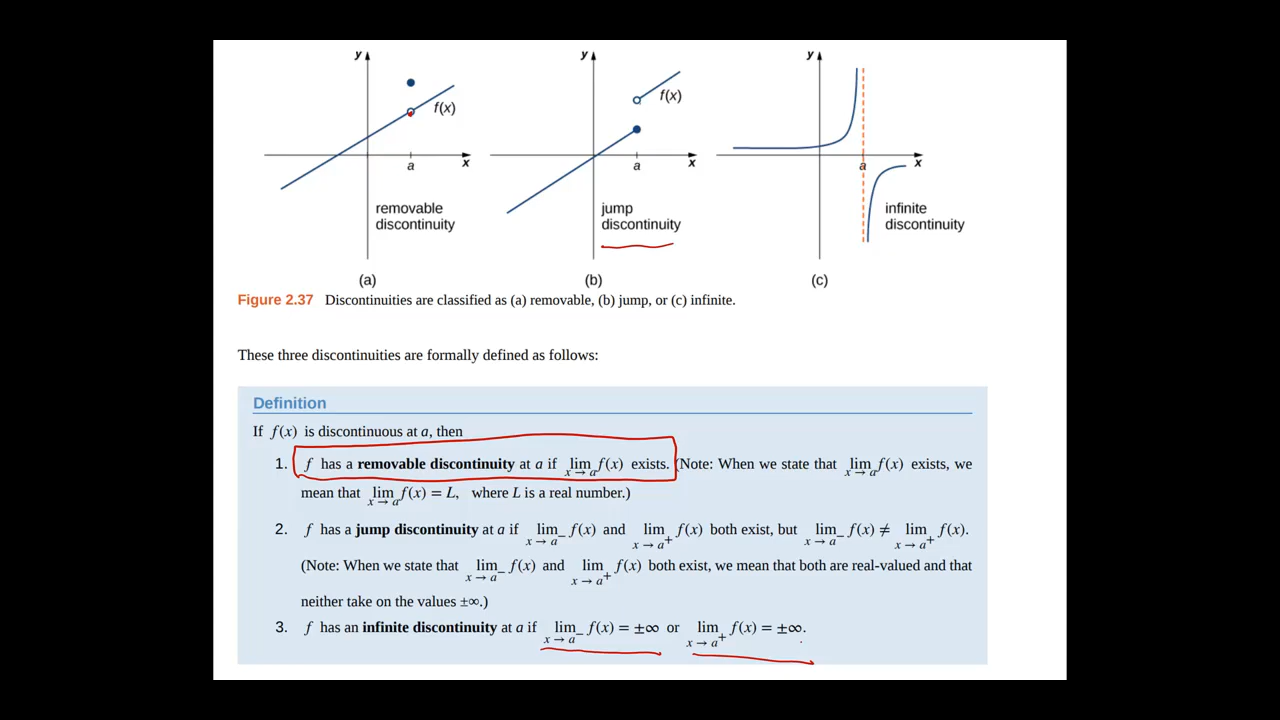 y
y
y
f(x)
f(x)
a
x
a
x
a
x
removable
discontinuity
jump
discontinuity
infinite
discontinuity
(a)
(b)
(c)
Figure 2.37 Discontinuities are classified as (a) removable, (b) jump, or (c) infinite.
These three discontinuities are formally defined as follows:
Definition
If f(x) is discontinuous at a, then
1. f has a removable discontinuity at a if lim x → a f(x) exists. (Note: When we state that lim x → a f(x) exists, we
mean that lim x → a f(x) = L, where L is a real number.)
2. f has a jump discontinuity at a if lim x → a⁻ f(x) and lim x → a⁺ f(x) both exist, but lim x → a⁻ f(x) ≠ lim x → a⁺ f(x).
(Note: When we state that lim x → a⁻ f(x) and lim x → a⁺ f(x) both exist, we mean that both are real-valued and that
neither take on the values ±∞.)
3. f has an infinite discontinuity at a if lim x → a⁻ f(x) = ±∞ or lim x → a⁺ f(x) = ±∞.